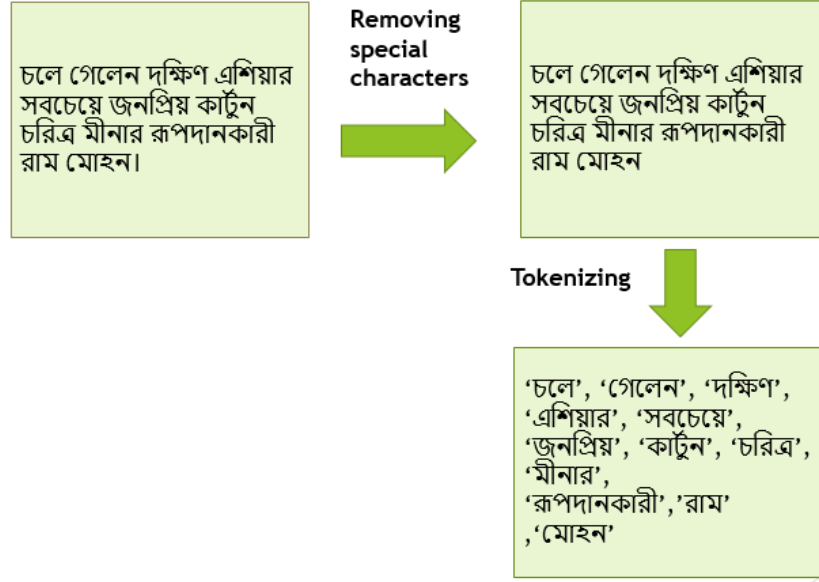 চলে গেলেন দক্ষিণ এশিয়ার
সবচেয়ে জনপ্রিয় কার্টুন
চরিত্র মীনার রূপদানকারী
রাম মোহন।
Removing
special
characters
চলে গেলেন দক্ষিণ এশিয়ার
সবচেয়ে জনপ্রিয় কার্টুন
চরিত্র মীনার রূপদানকারী
রাম মোহন
Tokenizing
‘চলে’, ‘গেলেন’, ‘দক্ষিণ’,
‘এশিয়ার’, ‘সবচেয়ে’,
‘জনপ্রিয়’, ‘কার্টুন’, ‘চরিত্র’,
‘মীনার’,
‘রূপদানকারী’,’রাম’
,‘মোহন’